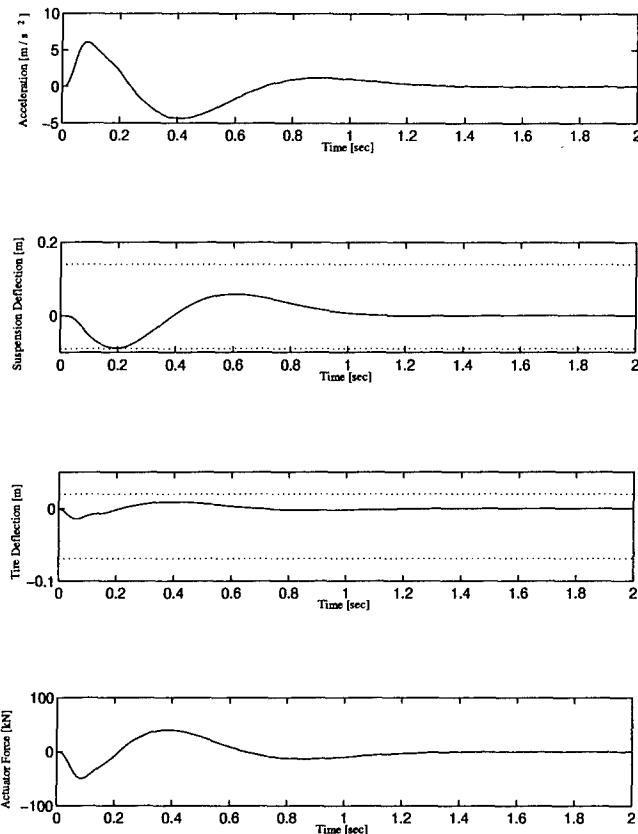 Acceleration [m / s ²]
10
5
0
−5
0 0.2 0.4 0.6 0.8 1 1.2 1.4 1.6 1.8 2
Time [sec]
Suspension Deflection [m]
0.2
0
0 0.2 0.4 0.6 0.8 1 1.2 1.4 1.6 1.8 2
Time [sec]
Tire Deflection [m]
0
−0.1
0 0.2 0.4 0.6 0.8 1 1.2 1.4 1.6 1.8 2
Time [sec]
Actuator Force [kN]
100
0
−100
0 0.2 0.4 0.6 0.8 1 1.2 1.4 1.6 1.8 2
Time [sec]